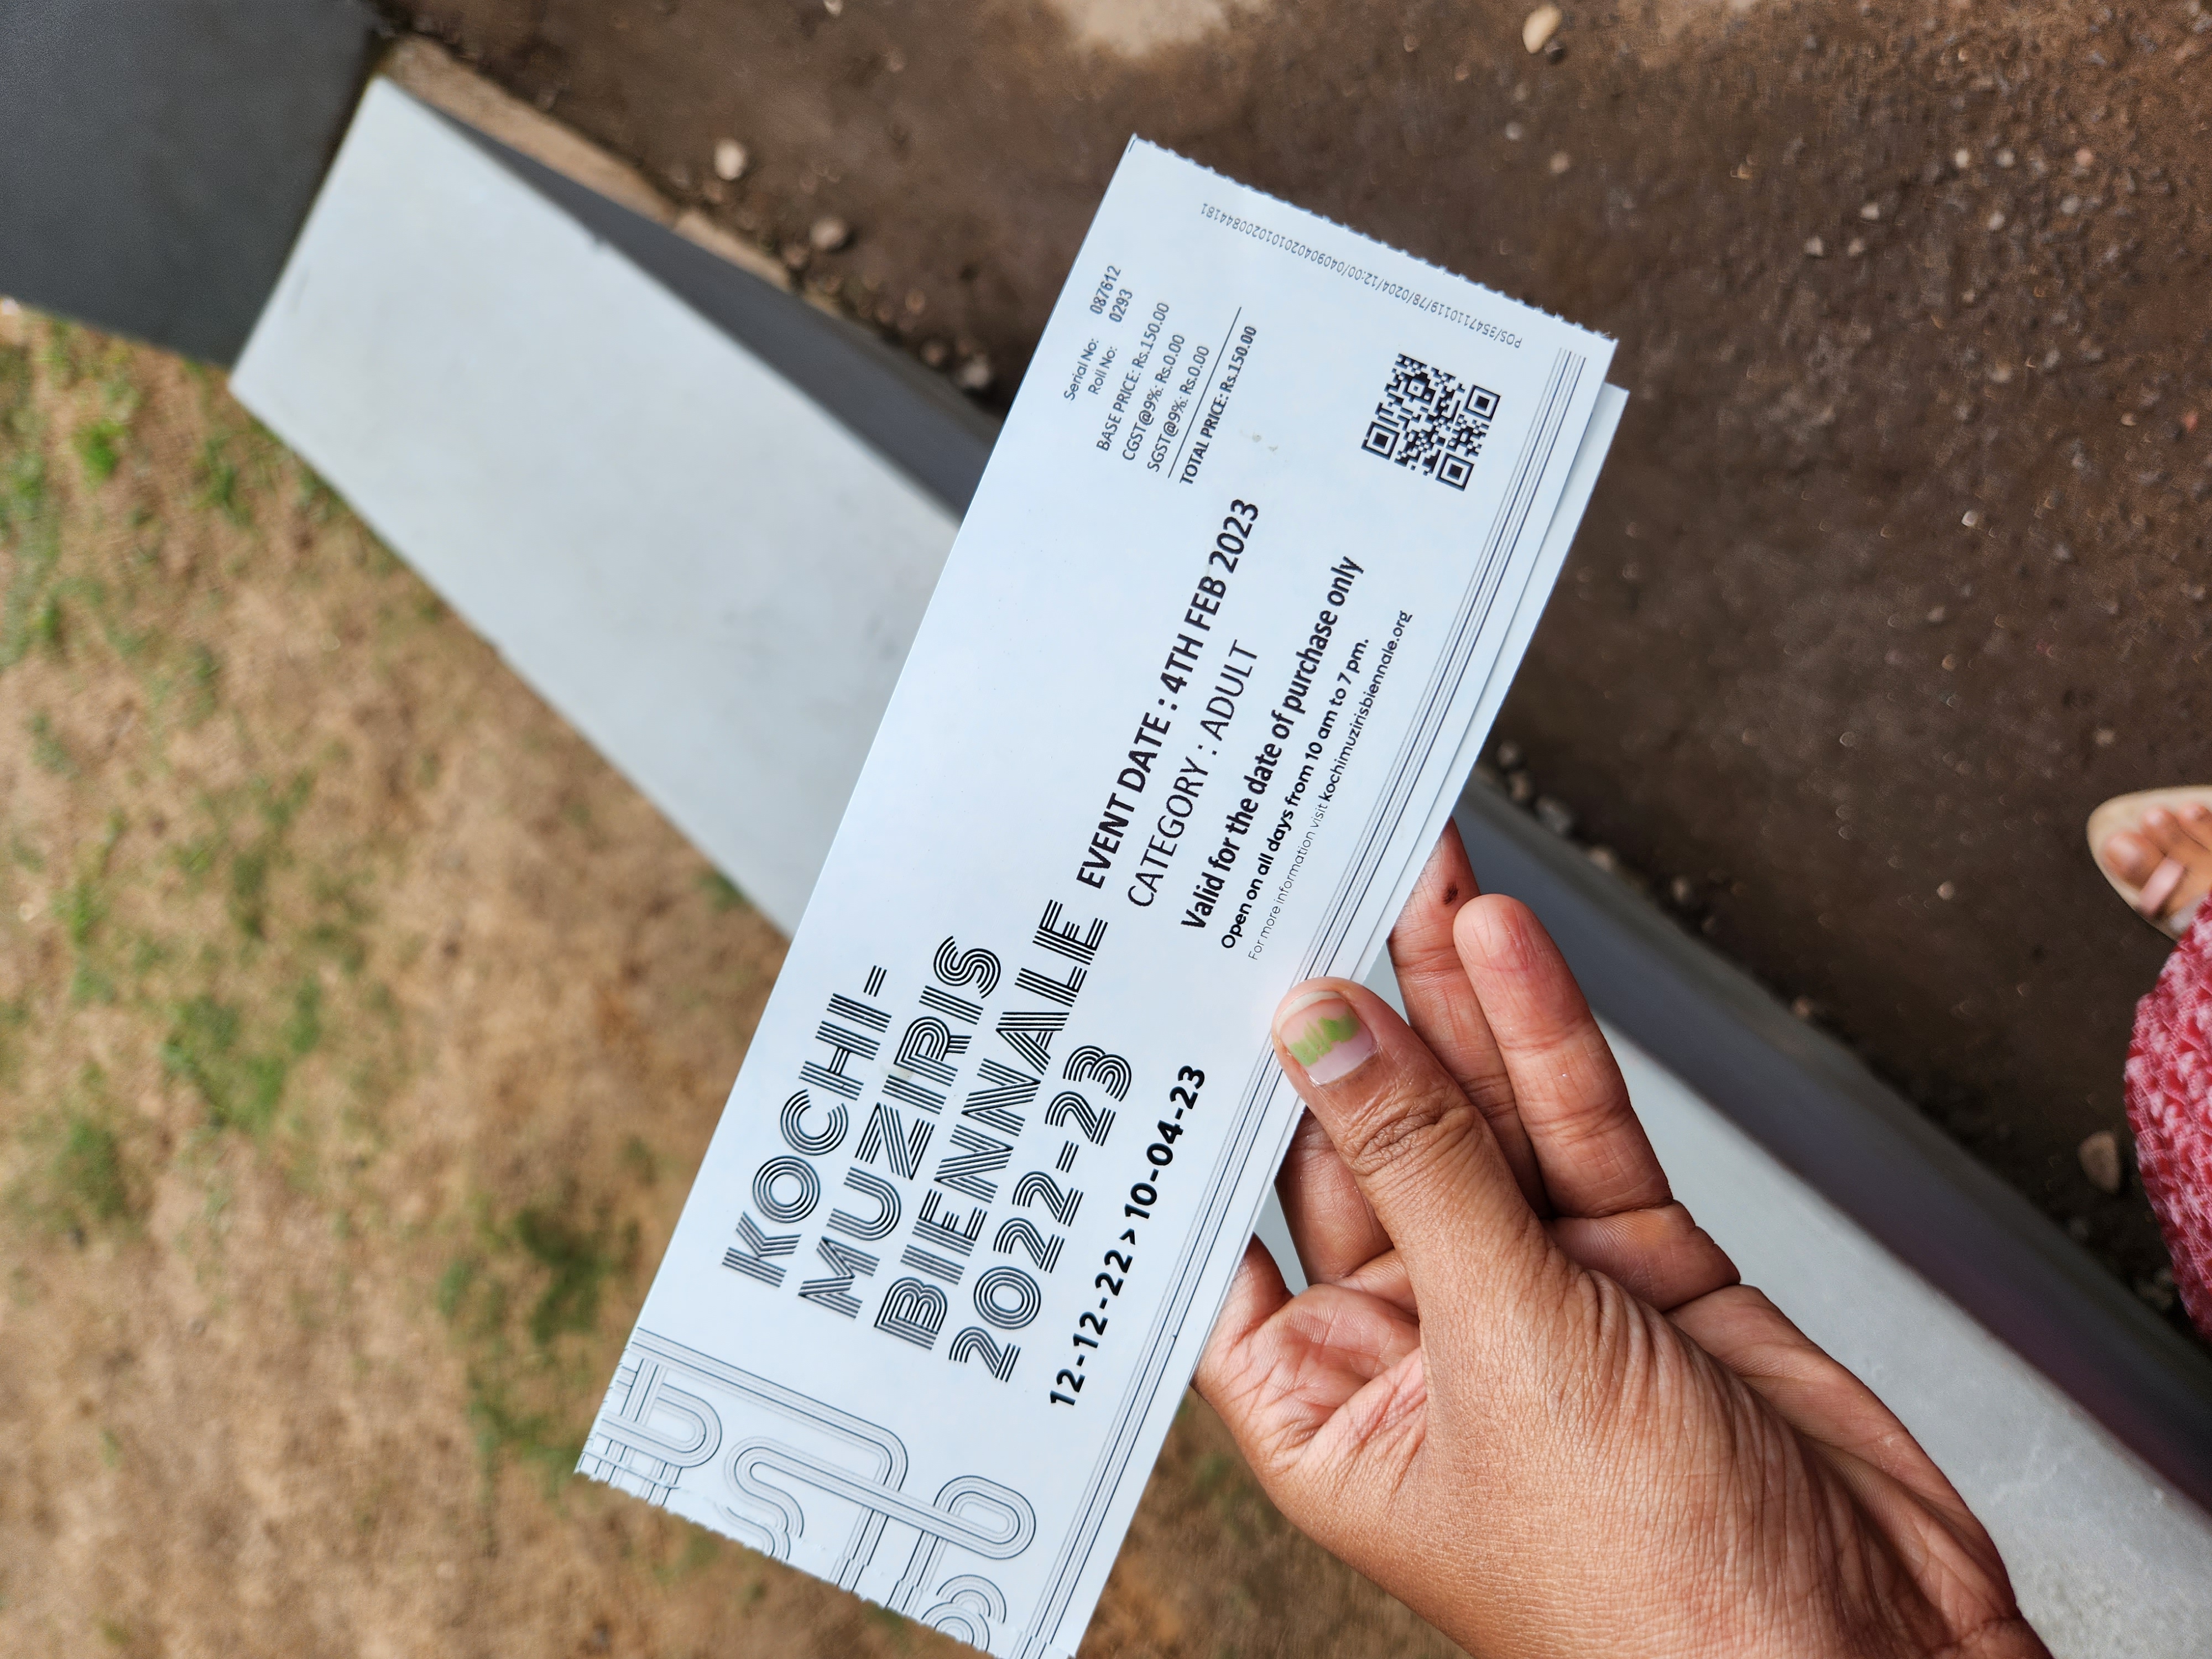 KOCHI-
MUZIRIS
BIENNALE
2022-23
12-12-22 > 10-04-23
EVENT DATE : 4TH FEB 2023
CATEGORY : ADULT
Valid for the date of purchase only
Open on all days from 10 am to 7 pm.
For more information visit kochimuzirisbiennale.org
Serial No: 087612
Roll No: 0293
BASE PRICE: Rs.150.00
CGST@9%: Rs.0.00
SGST@9%: Rs.0.00
TOTAL PRICE: Rs.150.00